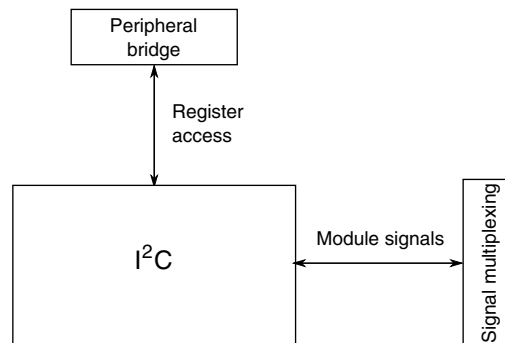 Peripheral
bridge
Register
access
I²C
Module signals
Signal multiplexing